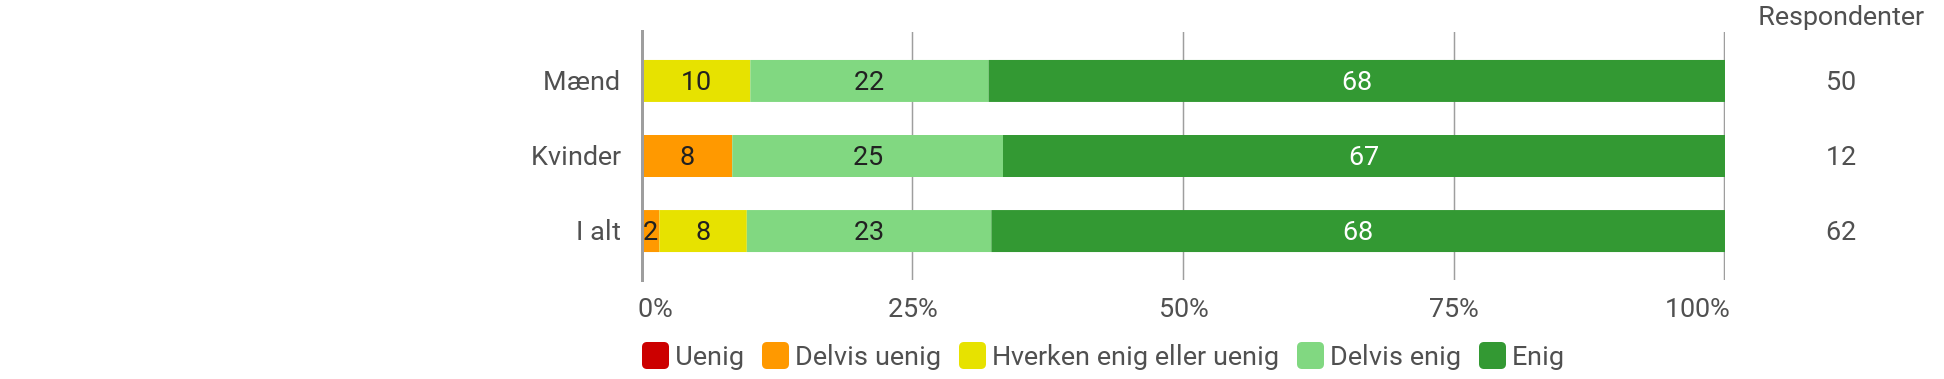 Respondenter
Mænd 10 22 68 50
Kvinder 8 25 67 12
I alt 2 8 23 68 62
0% 25% 50% 75% 100%
Uenig Delvis uenig Hverken enig eller uenig Delvis enig Enig